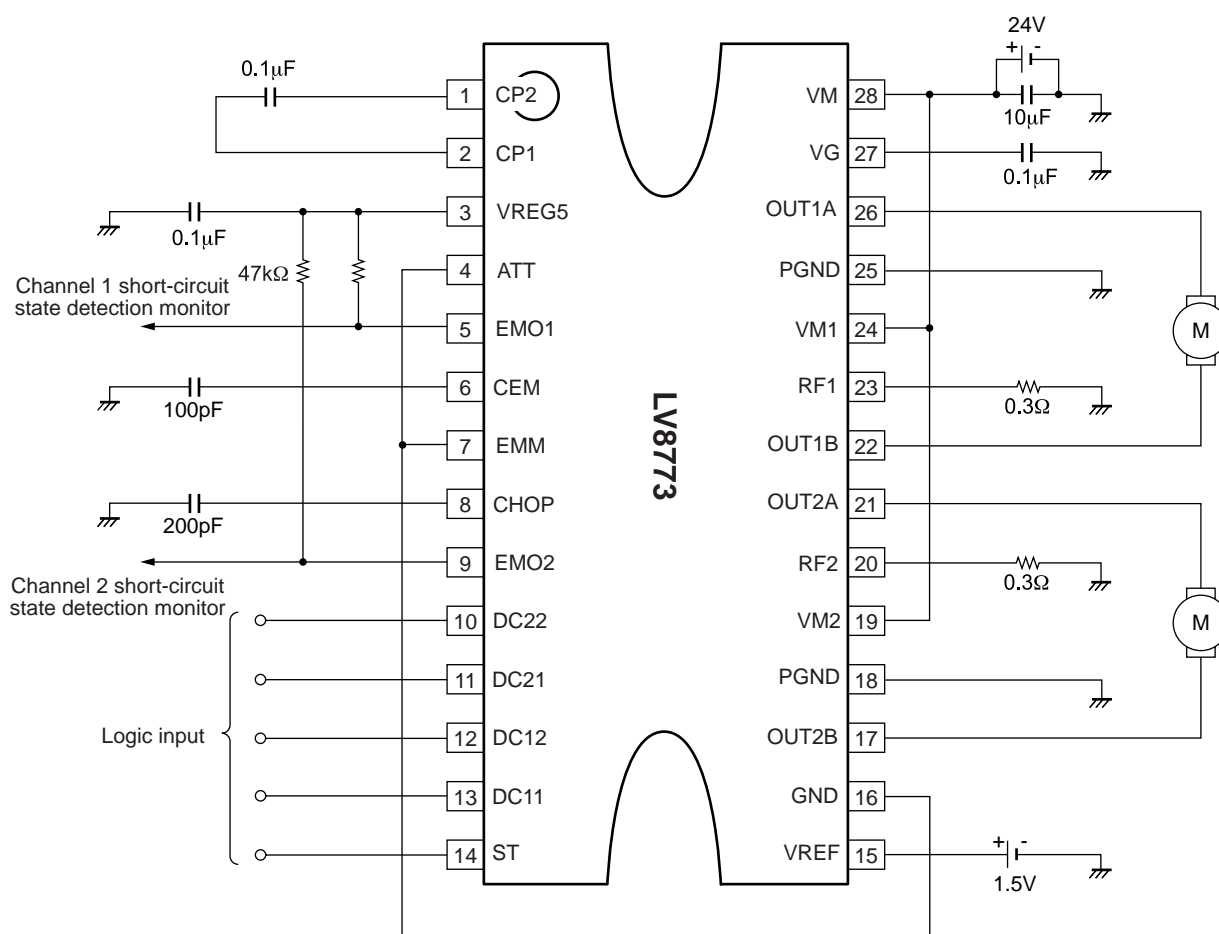 24V
+ -
0.1µF
1 CP2
VM 28
10µF
2 CP1
VG 27
0.1µF
3 VREG5
OUT1A 26
0.1µF
47kΩ
4 ATT
PGND 25
Channel 1 short-circuit
state detection monitor
5 EMO1
VM1 24
M
6 CEM
RF1 23
100pF
0.3Ω
LV8773
7 EMM
OUT1B 22
8 CHOP
OUT2A 21
200pF
9 EMO2
RF2 20
0.3Ω
Channel 2 short-circuit
state detection monitor
10 DC22
VM2 19
M
11 DC21
PGND 18
Logic input
12 DC12
OUT2B 17
13 DC11
GND 16
14 ST
VREF 15
+ -
1.5V